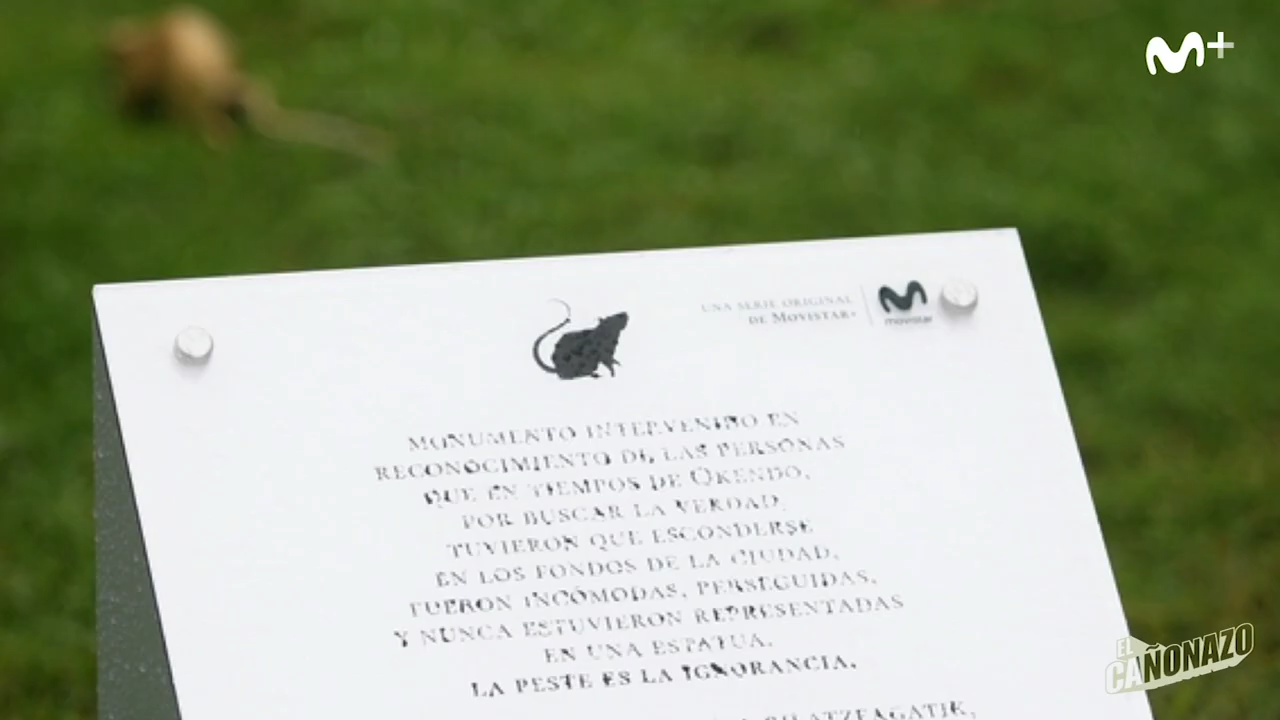 M+
UNA SERIE ORIGINAL
DE MOVISTAR+
movistar
MONUMENTO INTERVENIDO EN
RECONOCIMIENTO DE LAS PERSONAS
QUE EN TIEMPOS DE OKENDO,
POR BUSCAR LA VERDAD,
TUVIERON QUE ESCONDERSE
EN LOS FONDOS DE LA CIUDAD.
FUERON INCÓMODAS, PERSEGUIDAS,
Y NUNCA ESTUVIERON REPRESENTADAS
EN UNA ESTATUA.
LA PESTE ES LA IGNORANCIA.
EL
CAÑONAZO